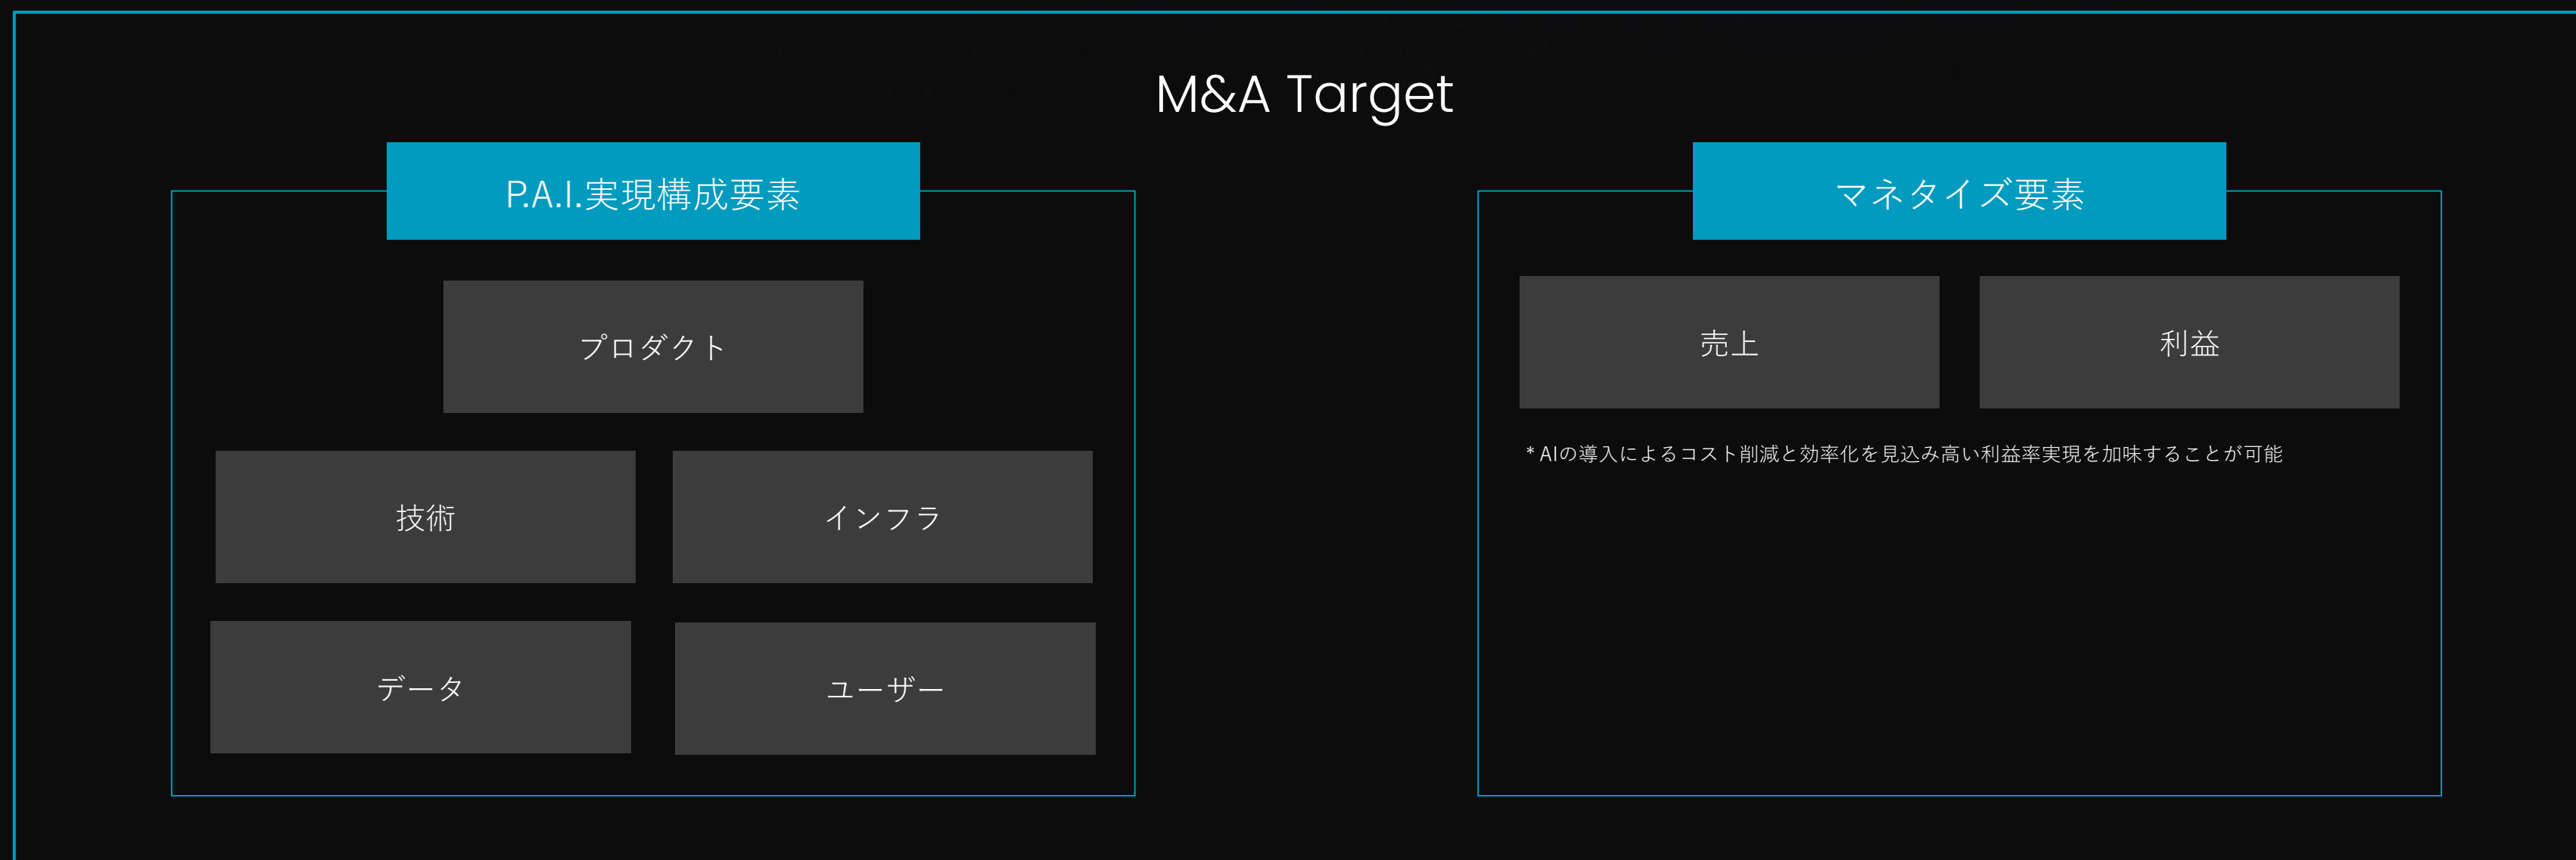 M&A Target
P.A.I.実現構成要素
プロダクト
技術
インフラ
データ
ユーザー
マネタイズ要素
売上
利益
* AIの導入によるコスト削減と効率化を見込み高い利益率実現を加味することが可能